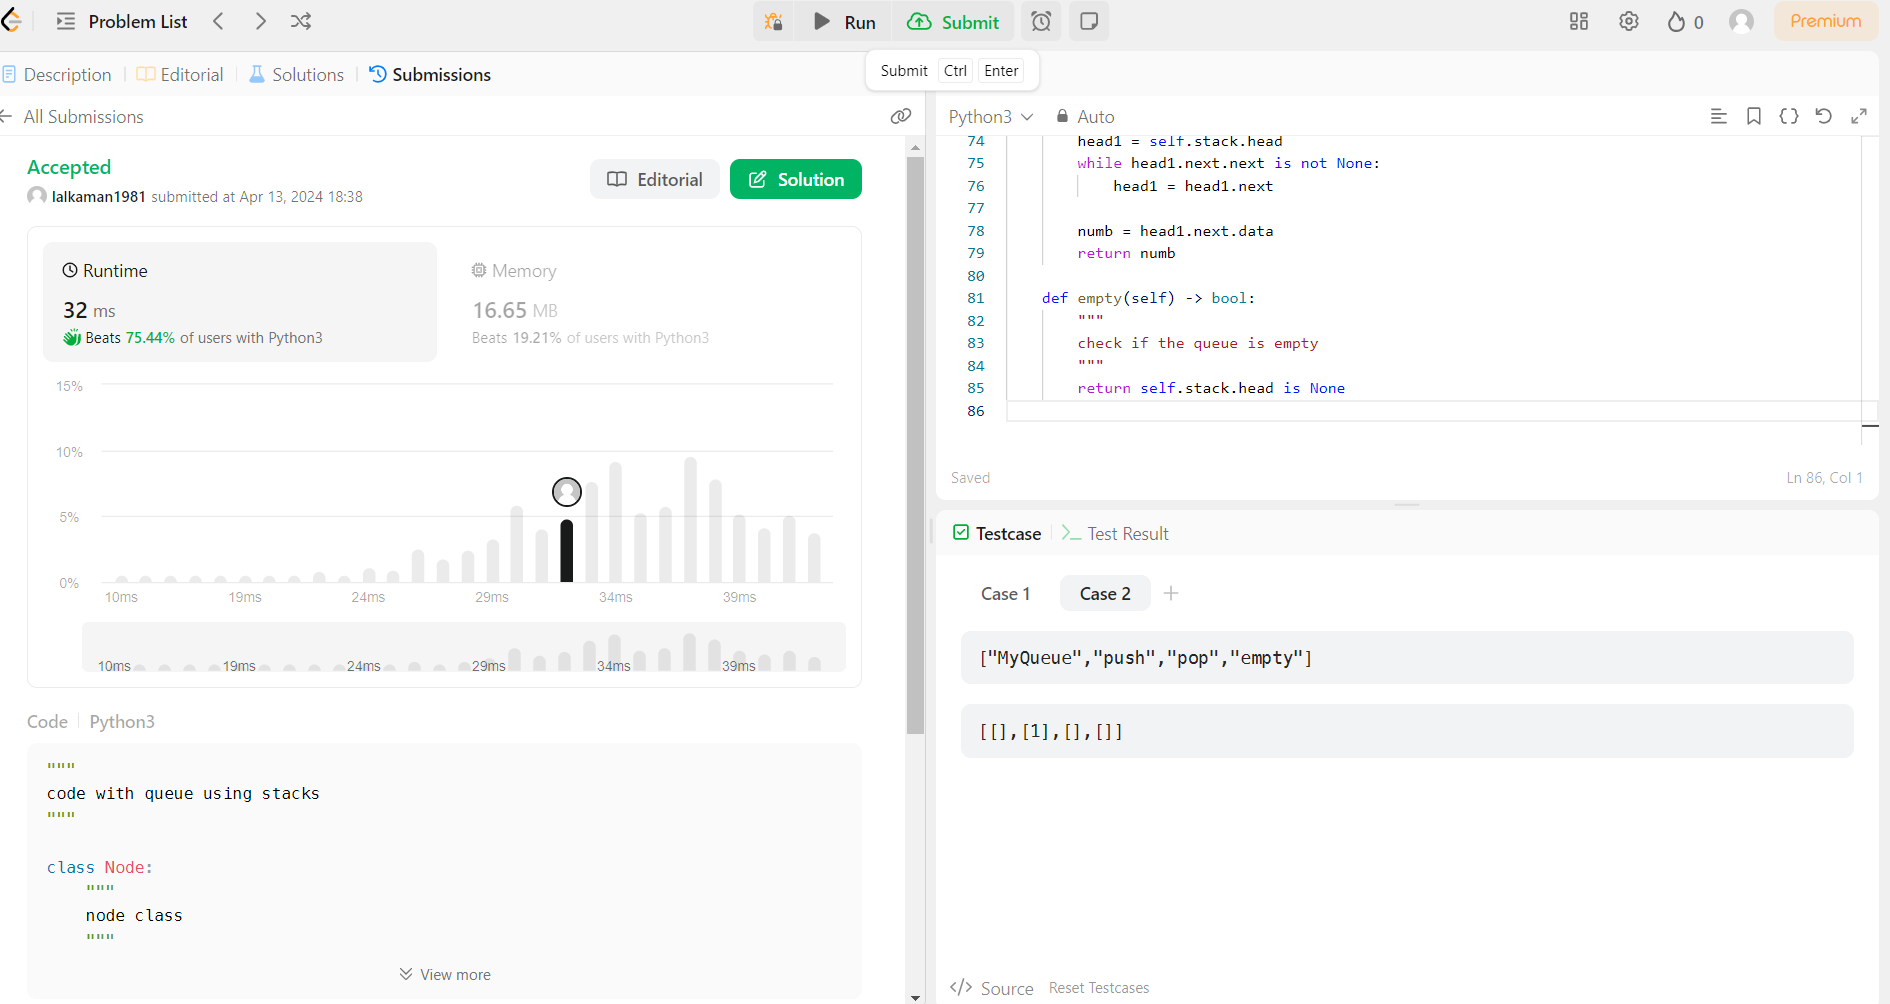 Problem List
Run
Submit
0
Premium
Description
Editorial
Solutions
Submissions
Submit Ctrl Enter
All Submissions
Accepted
lalkaman1981 submitted at Apr 13, 2024 18:38
Editorial
Solution
Runtime
32 ms
Beats 75.44% of users with Python3
Memory
16.65 MB
Beats 19.21% of users with Python3
15%
10%
5%
0%
10ms 19ms 24ms 29ms 34ms 39ms
10ms 19ms 24ms 29ms 34ms 39ms
Code Python3
"""
code with queue using stacks
"""
class Node:
"""
node class
"""
View more
Python3
Auto
74 head1 = self.stack.head
75 while head1.next.next is not None:
76 head1 = head1.next
77
78 numb = head1.next.data
79 return numb
80
81 def empty(self) -> bool:
82 """
83 check if the queue is empty
84 """
85 return self.stack.head is None
86
Saved
Ln 86, Col 1
Testcase
>_ Test Result
Case 1
Case 2
+
["MyQueue","push","pop","empty"]
[[],[1],[],[]]
</> Source
Reset Testcases